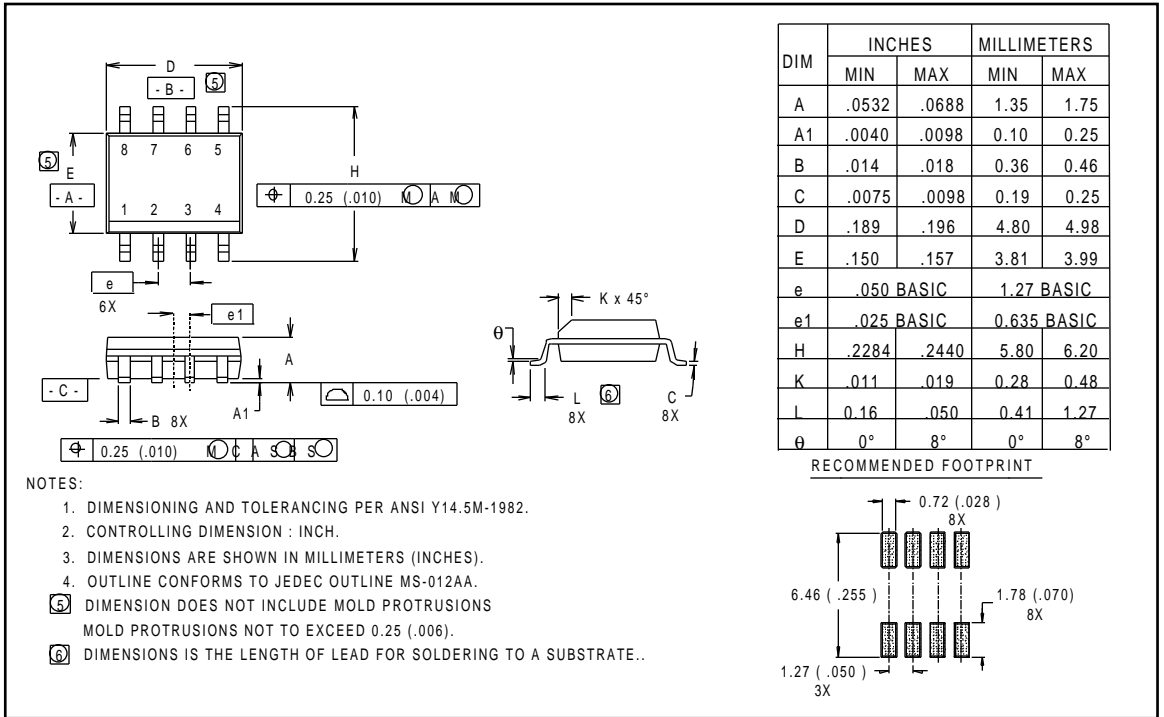 D
- B -
5
8 7 6 5
5
E
- A -
H
0.25 (.010) M A M
1 2 3 4
e
6X
e1
A
- C -
0.10 (.004)
B 8X
A1
0.25 (.010) M C A S B S
K x 45°
θ
L
8X
6
C
8X
DIM INCHES MILLIMETERS
MIN MAX MIN MAX
A .0532 .0688 1.35 1.75
A1 .0040 .0098 0.10 0.25
B .014 .018 0.36 0.46
C .0075 .0098 0.19 0.25
D .189 .196 4.80 4.98
E .150 .157 3.81 3.99
e .050 BASIC 1.27 BASIC
e1 .025 BASIC 0.635 BASIC
H .2284 .2440 5.80 6.20
K .011 .019 0.28 0.48
L 0.16 .050 0.41 1.27
θ 0° 8° 0° 8°
NOTES:
1. DIMENSIONING AND TOLERANCING PER ANSI Y14.5M-1982.
2. CONTROLLING DIMENSION : INCH.
3. DIMENSIONS ARE SHOWN IN MILLIMETERS (INCHES).
4. OUTLINE CONFORMS TO JEDEC OUTLINE MS-012AA.
5 DIMENSION DOES NOT INCLUDE MOLD PROTRUSIONS
MOLD PROTRUSIONS NOT TO EXCEED 0.25 (.006).
6 DIMENSIONS IS THE LENGTH OF LEAD FOR SOLDERING TO A SUBSTRATE..
RECOMMENDED FOOTPRINT
0.72 (.028 )
8X
6.46 ( .255 )
1.78 (.070)
8X
1.27 ( .050 )
3X